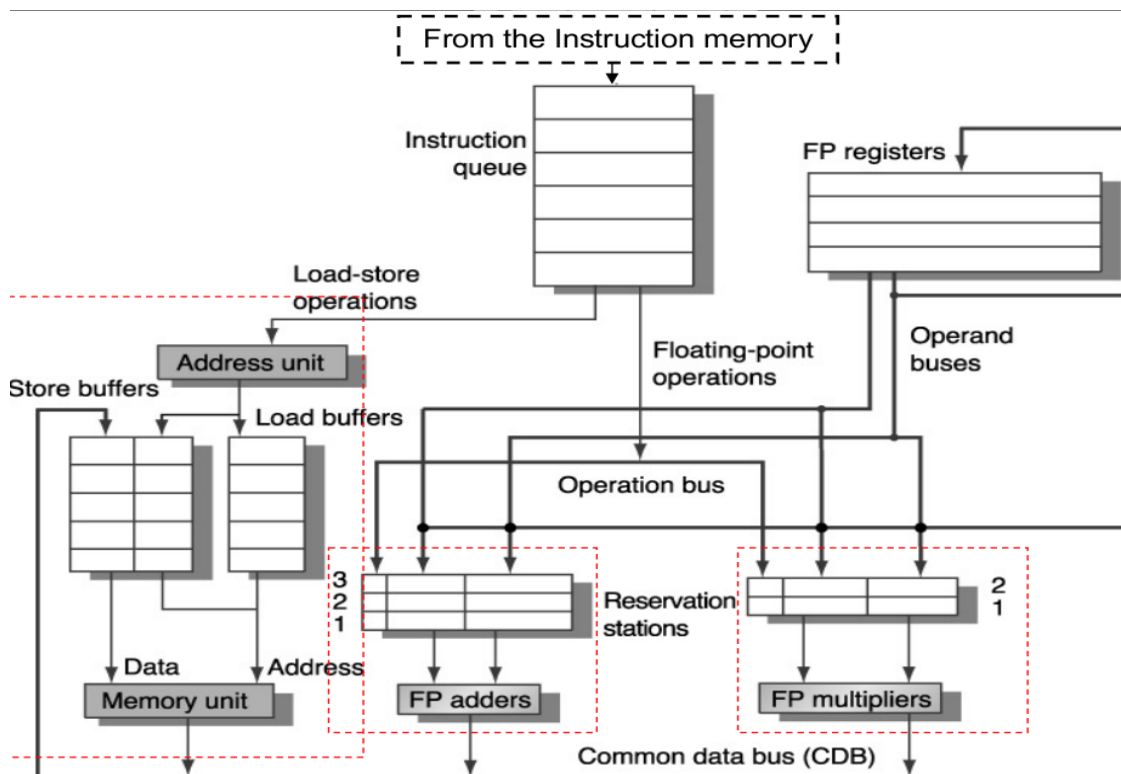 From the Instruction memory
Instruction
queue
FP registers
Load-store
operations
Operand
buses
Floating-point
operations
Address unit
Store buffers
Load buffers
Operation bus
3
2
1
Reservation
stations
2
1
Data
Address
Memory unit
FP adders
FP multipliers
Common data bus (CDB)